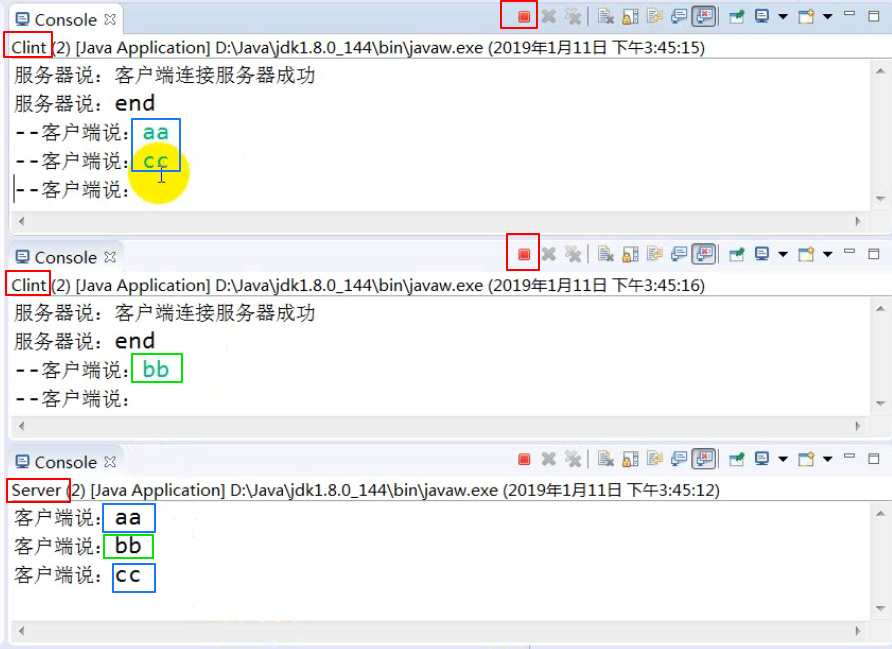 Console
Clint (2) [Java Application] D:\Java\jdk1.8.0_144\bin\javaw.exe (2019年1月11日 下午3:45:15)
服务器说：客户端连接服务器成功
服务器说：end
--客户端说：aa
--客户端说：cc
--客户端说：
Console
Clint (2) [Java Application] D:\Java\jdk1.8.0_144\bin\javaw.exe (2019年1月11日 下午3:45:16)
服务器说：客户端连接服务器成功
服务器说：end
--客户端说：bb
--客户端说：
Console
Server (2) [Java Application] D:\Java\jdk1.8.0_144\bin\javaw.exe (2019年1月11日 下午3:45:12)
客户端说：aa
客户端说：bb
客户端说：cc